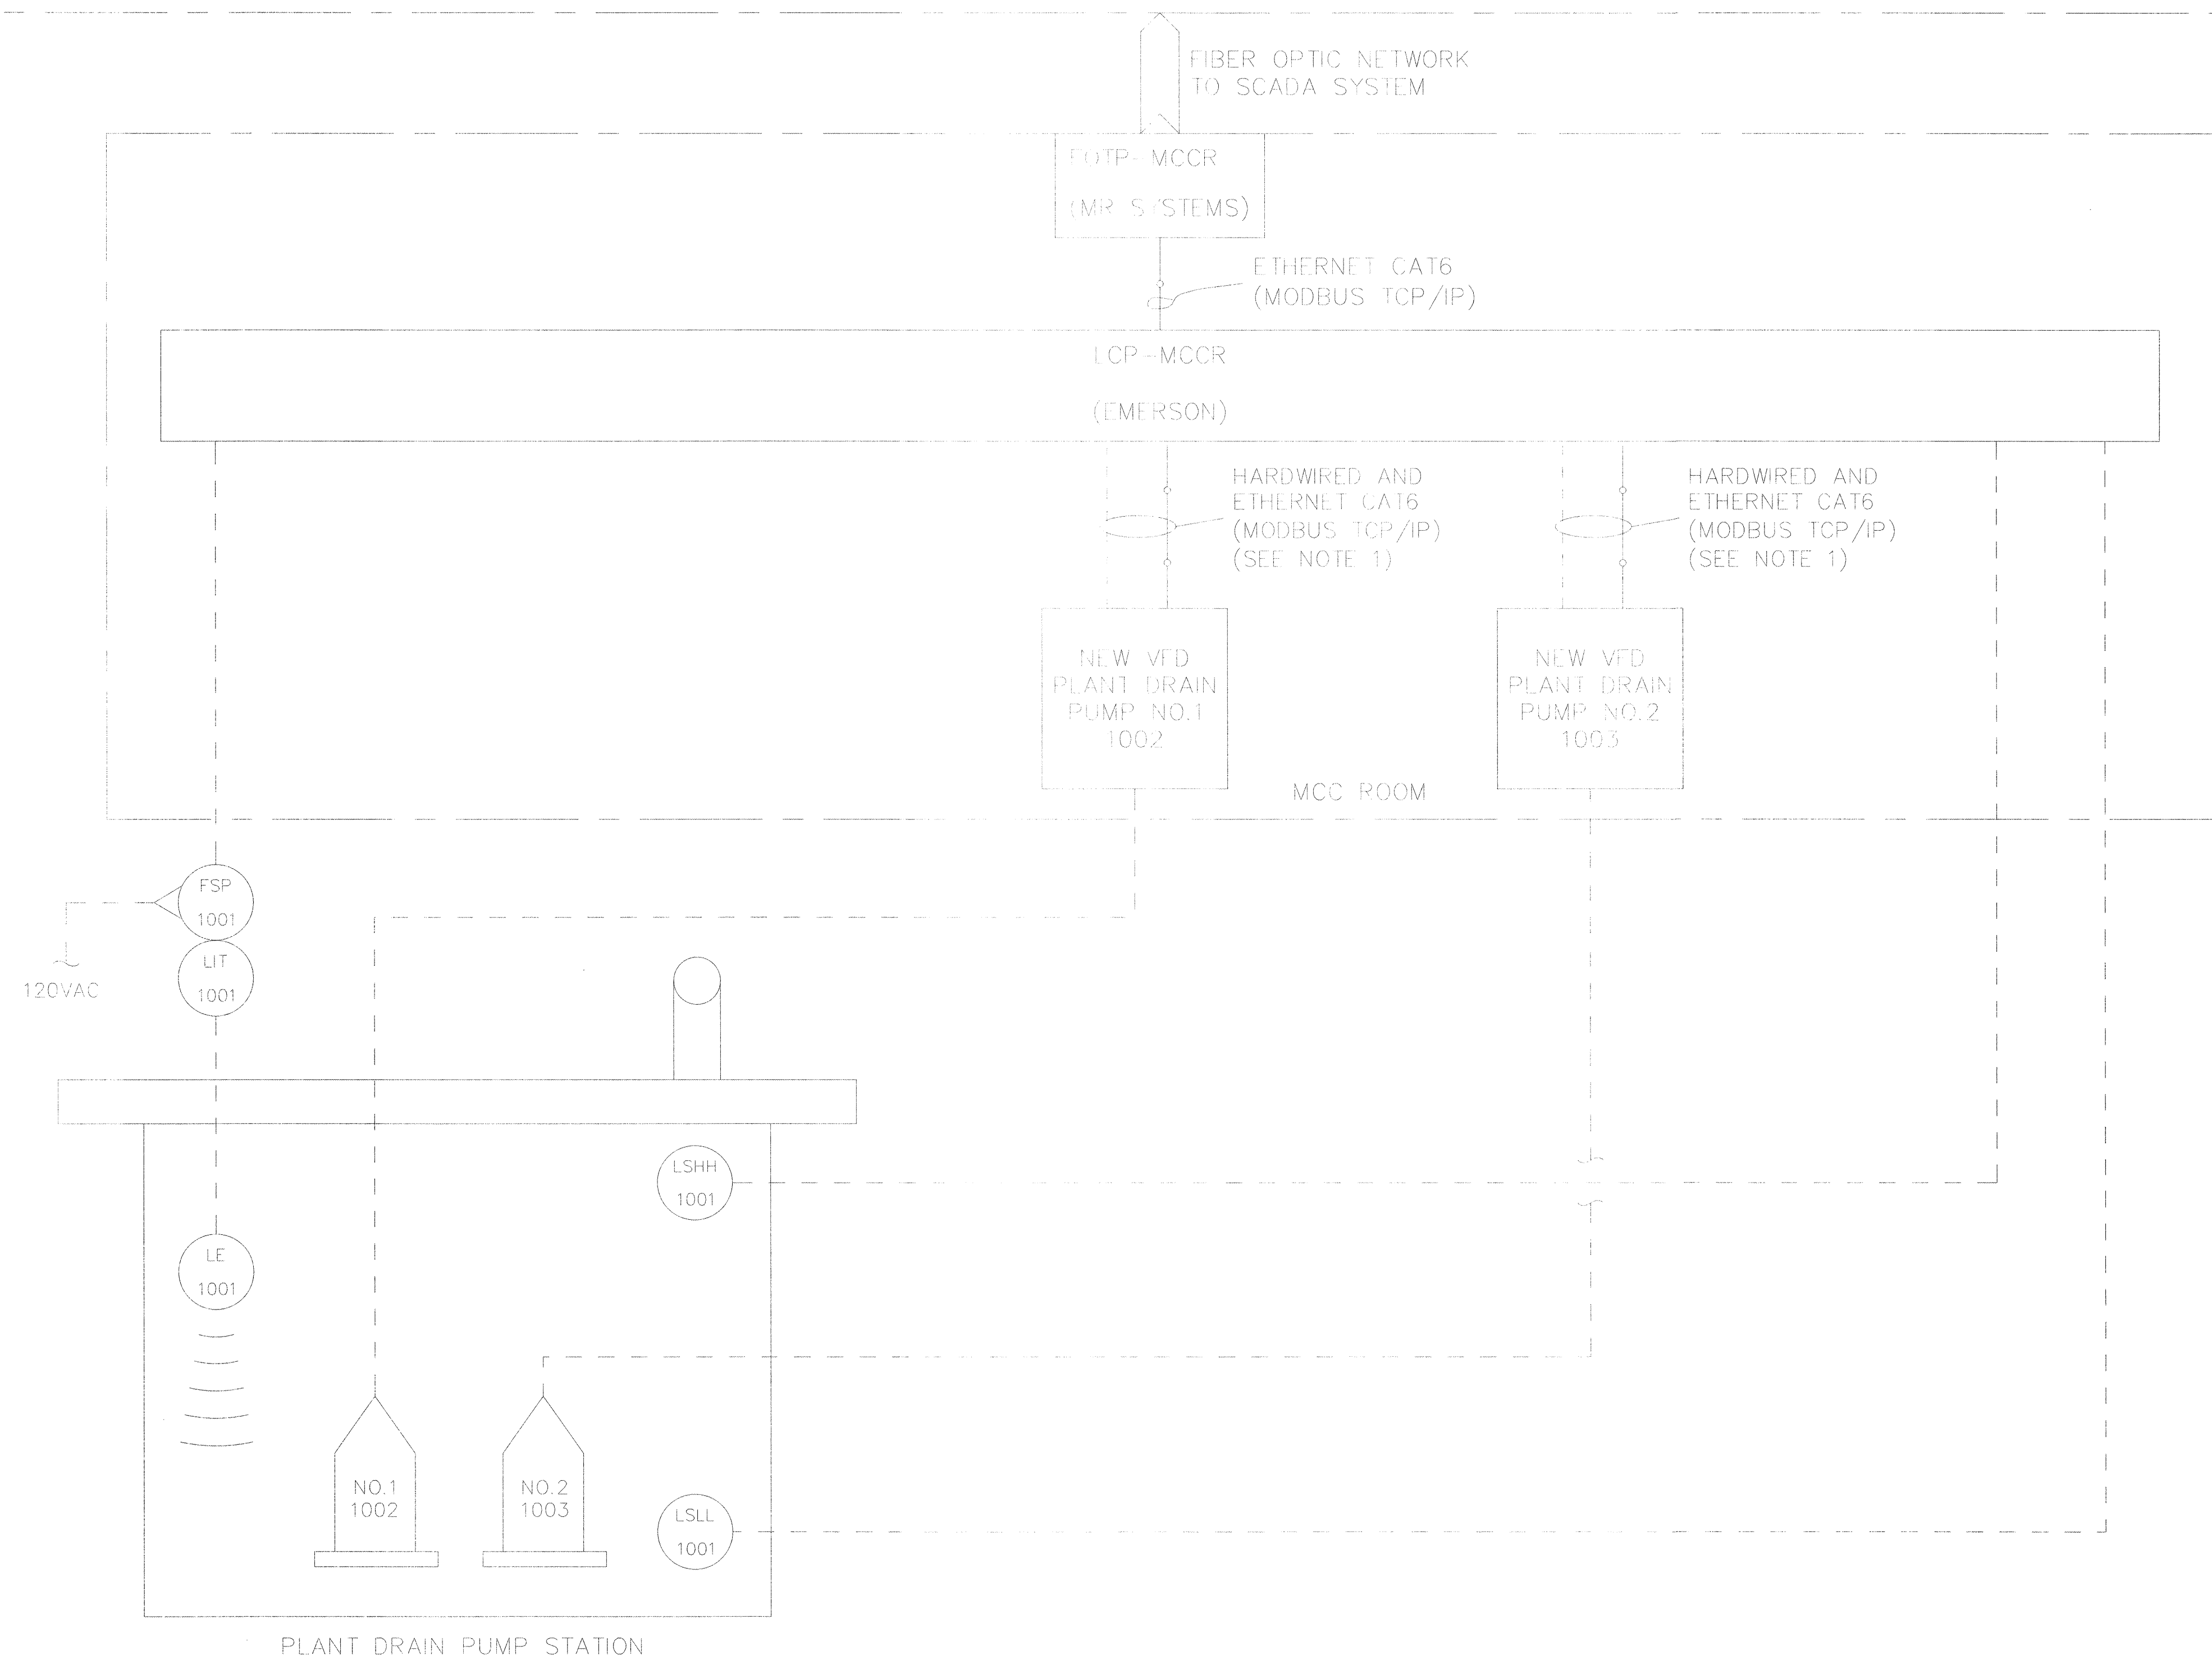 FIBER OPTIC NETWORK
TO SCADA SYSTEM
FOTP-MCCR
(MR SYSTEMS)
ETHERNET CAT6
(MODBUS TCP/IP)
LCP-MCCR
(EMERSON)
HARDWIRED AND
ETHERNET CAT6
(MODBUS TCP/IP)
(SEE NOTE 1)
HARDWIRED AND
ETHERNET CAT6
(MODBUS TCP/IP)
(SEE NOTE 1)
NEW VFD
PLANT DRAIN
PUMP NO.1
1002
NEW VFD
PLANT DRAIN
PUMP NO.2
1003
MCC ROOM
FSP
1001
LIT
1001
120VAC
LSHH
1001
LE
1001
NO.1
1002
NO.2
1003
LSLL
1001
PLANT DRAIN PUMP STATION